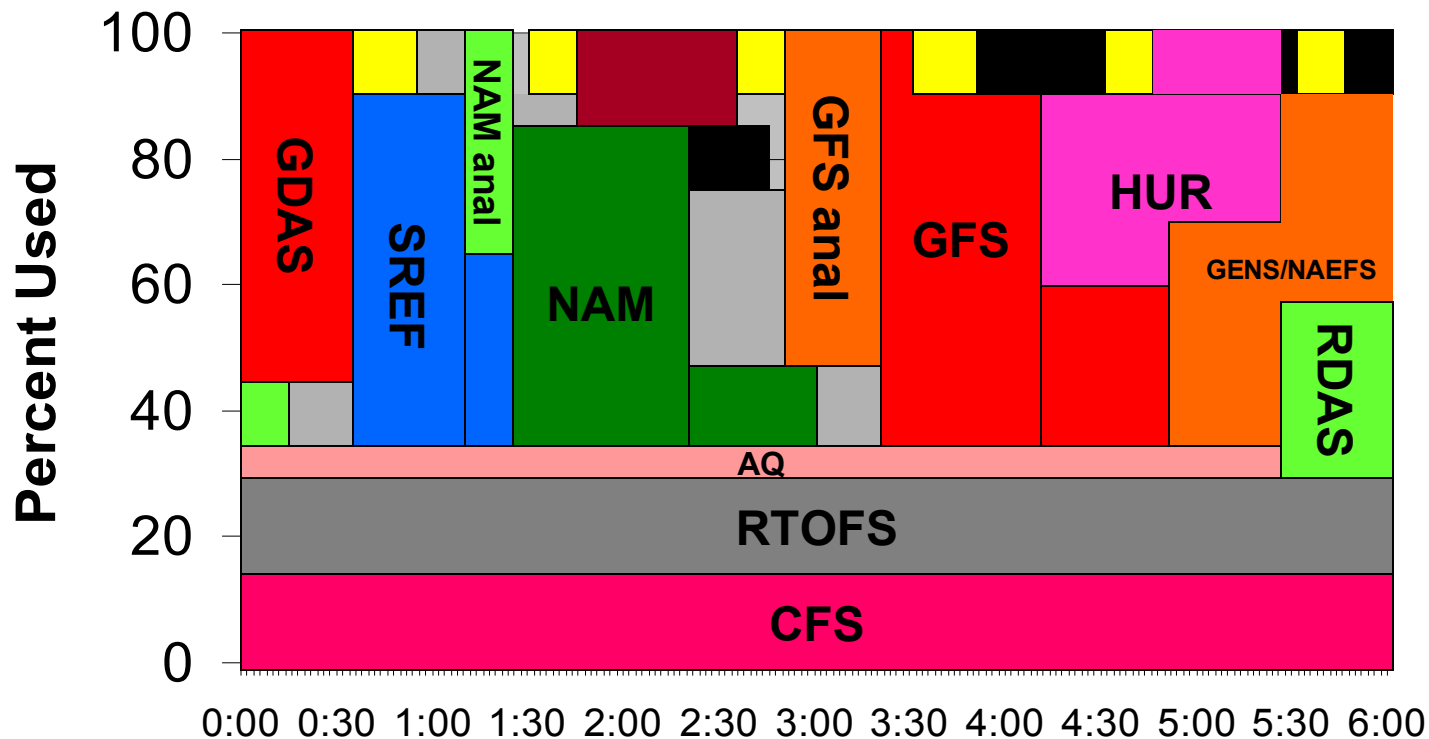 Percent Used
100
80
60
40
20
0
GDAS
SREF
NAM anal
NAM
GFS anal
GFS
HUR
GENS/NAEFS
RDAS
AQ
RTOFS
CFS
0:00 0:30 1:00 1:30 2:00 2:30 3:00 3:30 4:00 4:30 5:00 5:30 6:00